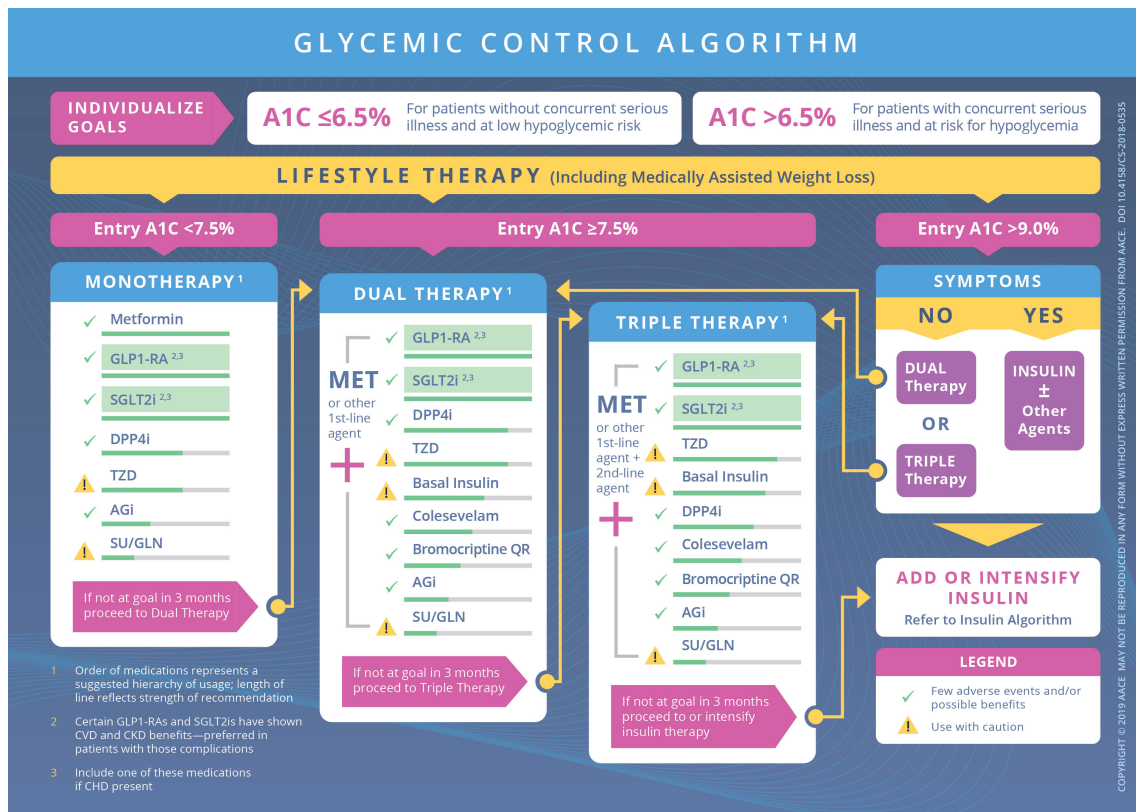 GLYCEMIC CONTROL ALGORITHM
INDIVIDUALIZE
GOALS
A1C ≤6.5%
For patients without concurrent serious
illness and at low hypoglycemic risk
A1C >6.5%
For patients with concurrent serious
illness and at risk for hypoglycemia
LIFESTYLE THERAPY (Including Medically Assisted Weight Loss)
Entry A1C <7.5%
Entry A1C ≥7.5%
Entry A1C >9.0%
MONOTHERAPY 1
Metformin
GLP1-RA 2,3
SGLT2i 2,3
DPP4i
TZD
AGi
SU/GLN
If not at goal in 3 months
proceed to Dual Therapy
DUAL THERAPY 1
MET
or other
1st-line
agent
+
GLP1-RA 2,3
SGLT2i 2,3
DPP4i
TZD
Basal Insulin
Colesevelam
Bromocriptine QR
AGi
SU/GLN
If not at goal in 3 months
proceed to Triple Therapy
TRIPLE THERAPY 1
MET
or other
1st-line
agent +
2nd-line
agent
+
GLP1-RA 2,3
SGLT2i 2,3
TZD
Basal Insulin
DPP4i
Colesevelam
Bromocriptine QR
AGi
SU/GLN
If not at goal in 3 months
proceed to or intensify
insulin therapy
SYMPTOMS
NO
YES
DUAL
Therapy
OR
TRIPLE
Therapy
INSULIN
±
Other
Agents
ADD OR INTENSIFY
INSULIN
Refer to Insulin Algorithm
LEGEND
Few adverse events and/or
possible benefits
Use with caution
1 Order of medications represents a
suggested hierarchy of usage; length of
line reflects strength of recommendation
2 Certain GLP1-RAs and SGLT2is have shown
CVD and CKD benefits—preferred in
patients with those complications
3 Include one of these medications
if CHD present
COPYRIGHT © 2019 AACE MAY NOT BE REPRODUCED IN ANY FORM WITHOUT EXPRESS WRITTEN PERMISSION FROM AACE. DOI 10.4158/CS-2018-0535